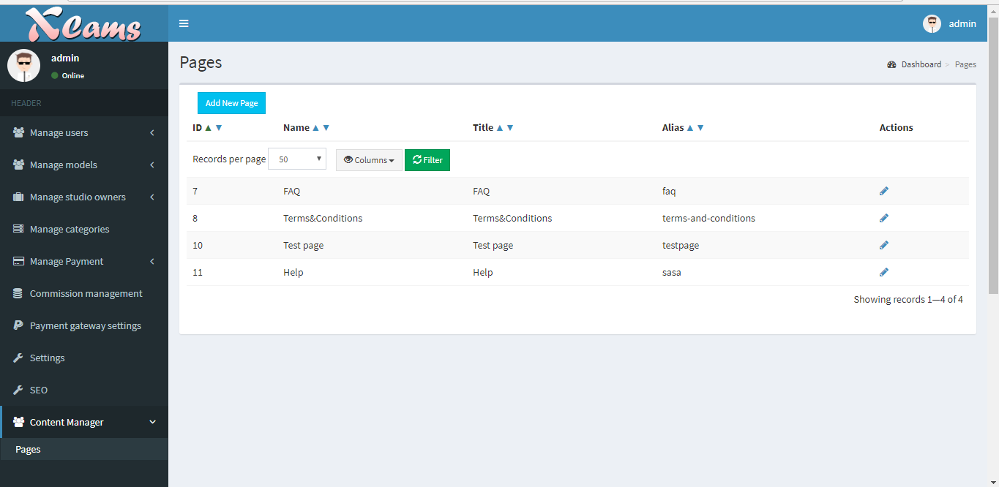 XCams
admin
admin
Online
Pages
Dashboard > Pages
HEADER
Add New Page
ID Name Title Alias Actions
Manage users
Records per page 50 Columns Filter
Manage models
7 FAQ FAQ faq
Manage studio owners
8 Terms&Conditions Terms&Conditions terms-and-conditions
Manage categories
10 Test page Test page testpage
Manage Payment
11 Help Help sasa
Commission management
Showing records 1—4 of 4
Payment gateway settings
Settings
SEO
Content Manager
Pages